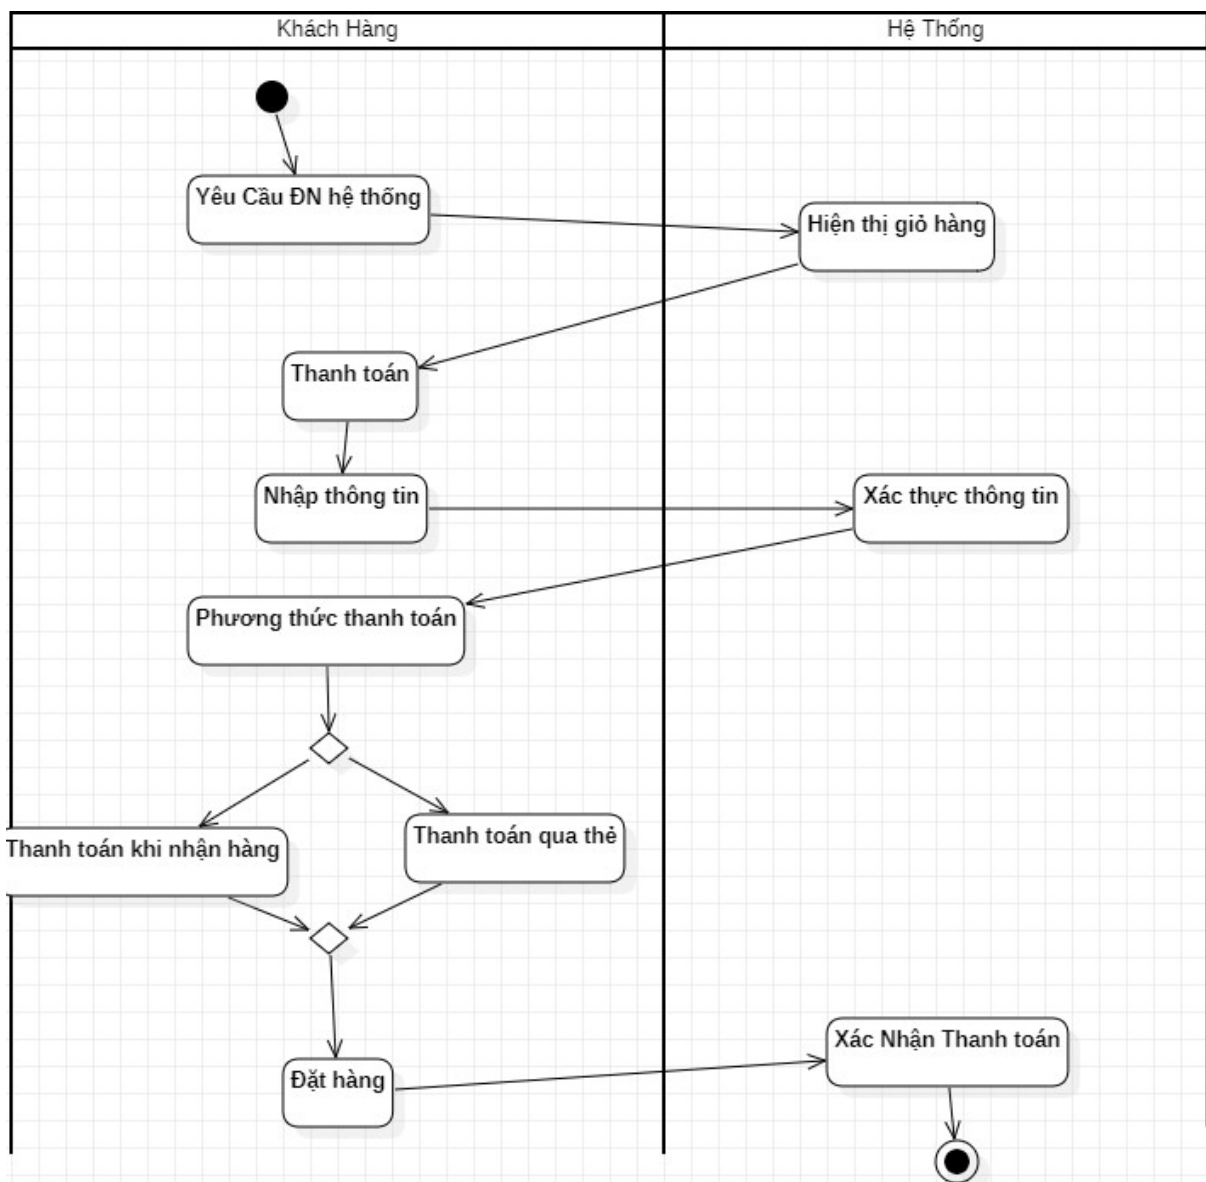 Khách Hàng
Hệ Thống
Yêu Cầu ĐN hệ thống
Hiện thị giỏ hàng
Thanh toán
Nhập thông tin
Xác thực thông tin
Phương thức thanh toán
Thanh toán khi nhận hàng
Thanh toán qua thẻ
Đặt hàng
Xác Nhận Thanh toán